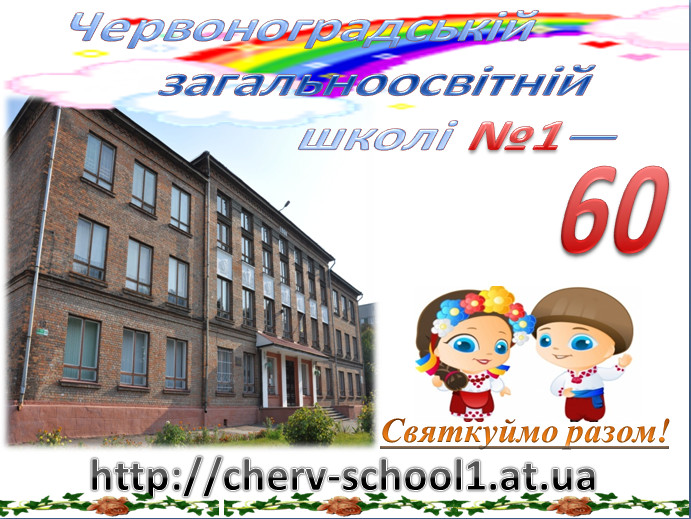 Червоноградській
загальноосвітній
школі №1—
60
Святкуймо разом!
http://cherv-school1.at.ua